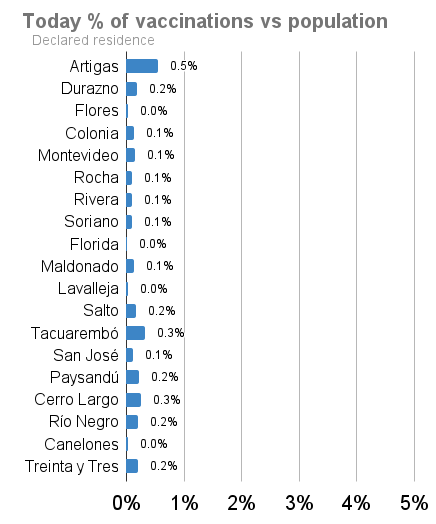 Today % of vaccinations vs population
Declared residence
Artigas 0.5%
Durazno 0.2%
Flores 0.0%
Colonia 0.1%
Montevideo 0.1%
Rocha 0.1%
Rivera 0.1%
Soriano 0.1%
Florida 0.0%
Maldonado 0.1%
Lavalleja 0.0%
Salto 0.2%
Tacuarembó 0.3%
San José 0.1%
Paysandú 0.2%
Cerro Largo 0.3%
Río Negro 0.2%
Canelones 0.0%
Treinta y Tres 0.2%
0% 1% 2% 3% 4% 5%